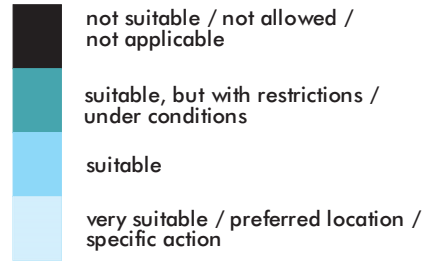 not suitable / not allowed /
not applicable
suitable, but with restrictions /
under conditions
suitable
very suitable / preferred location /
specific action